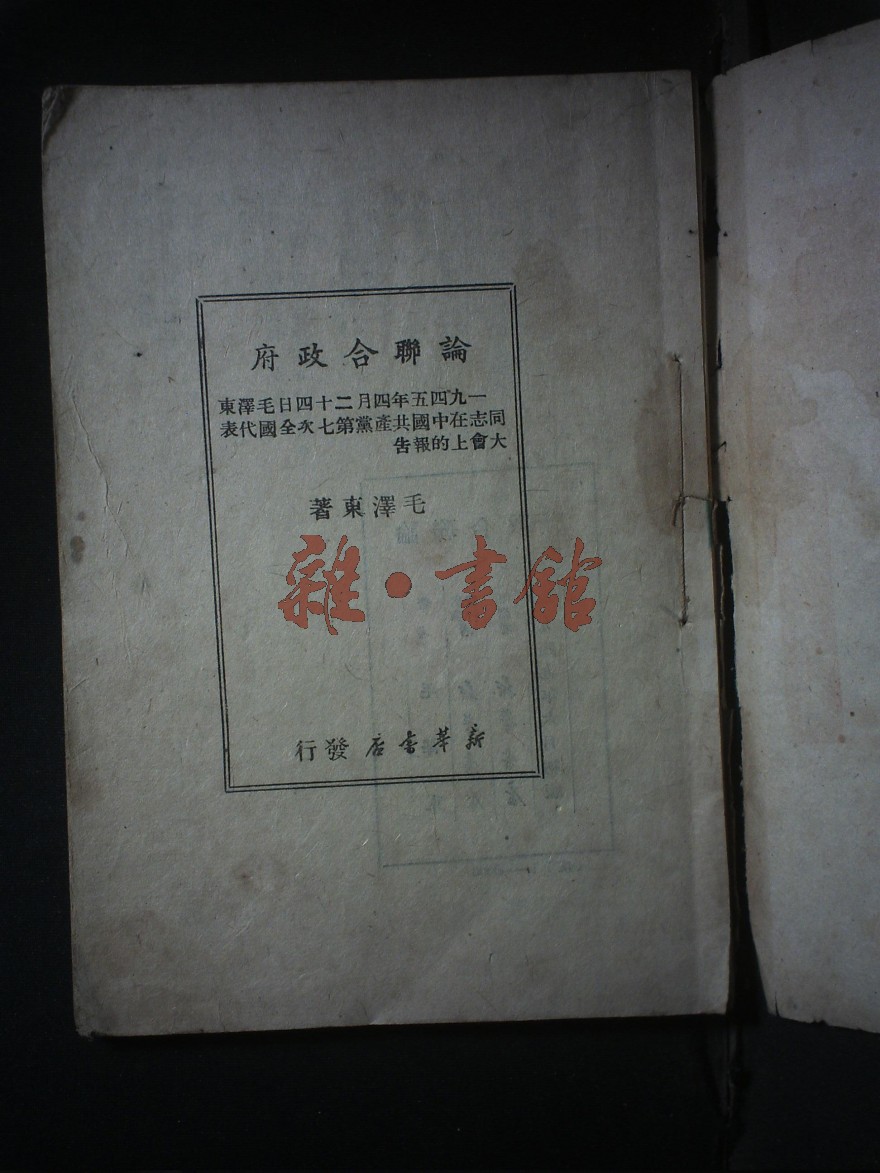 論聯合政府
一九四五年四月二十四日毛澤東
同志在中國共產黨第七次全國代表
大會上的報告
毛澤東著
雜·書館
新華書店發行